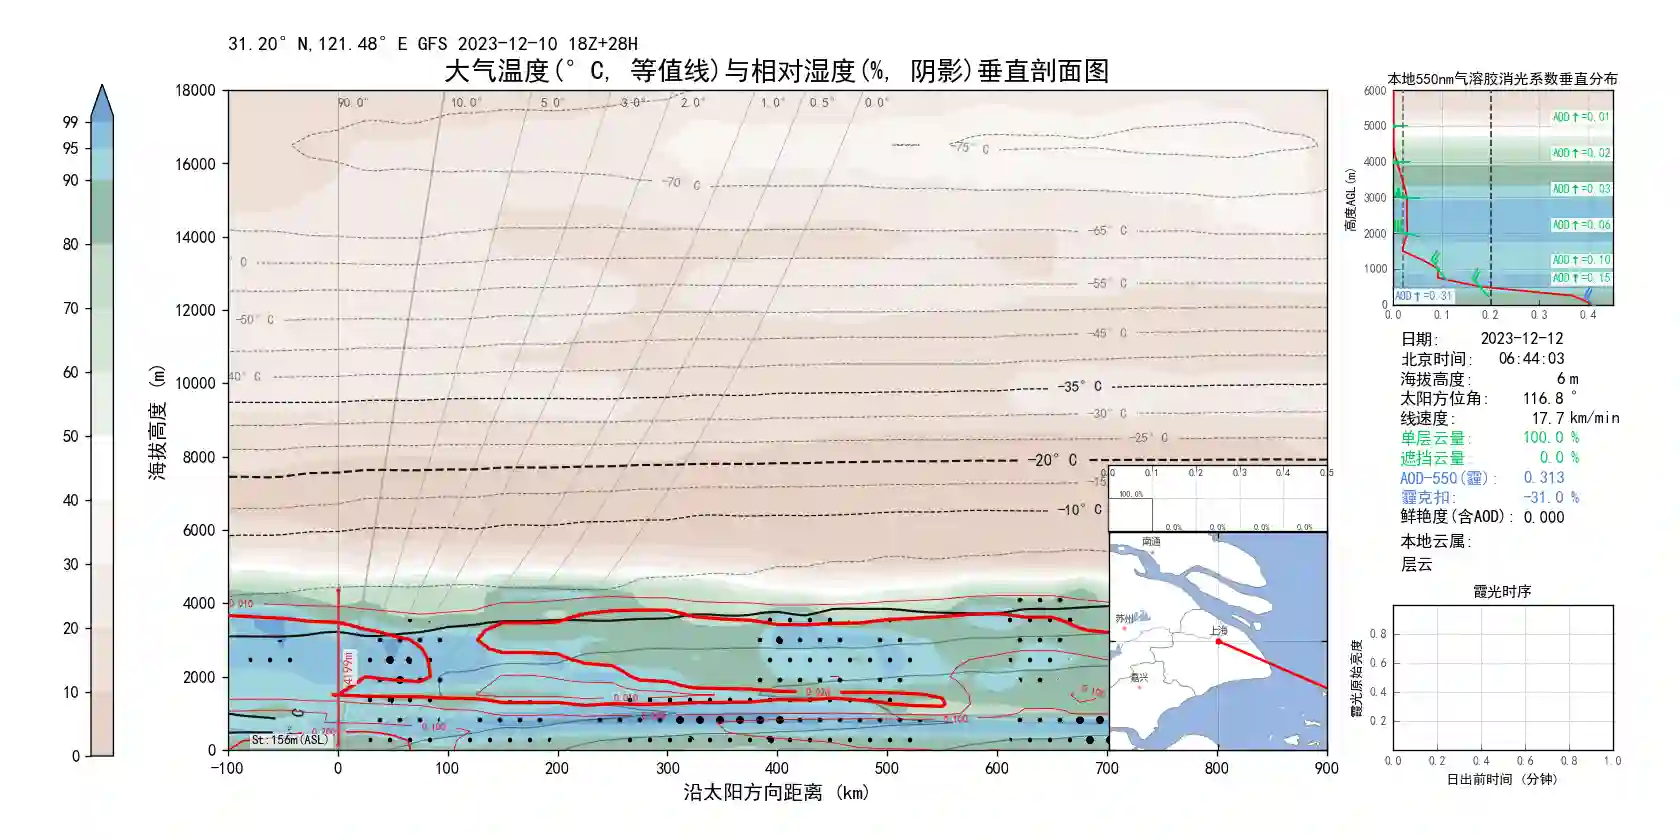 31.20° N,121.48° E GFS 2023-12-10 18Z+28H
大气温度(° C, 等值线)与相对湿度(%, 阴影)垂直剖面图
90.0° 10.0° 5.0° 3.0° 2.0° 1.0° 0.5° 0.0°
99
95
90
80
70
60
50
40
30
20
10
0
海拔高度 (m)
18000
16000
14000
12000
10000
8000
6000
4000
2000
0
-75° C
-70° C
-65° C
° C
-55° C
-50° C
-45° C
40° C
-35° C
-30° C
-25° C
-20° C
-15
-10° C
0.010
4199m
0.010
0.020
0.100
0.100
0.100
0.200
C
St:156m(ASL)
-100 0 100 200 300 400 500 600 700 800 900
沿太阳方向距离 (km)
0.0 0.1 0.2 0.3 0.4 0.5
100.0%
0.0% 0.0% 0.0% 0.0%
南通
苏州
上海
嘉兴
本地550nm气溶胶消光系数垂直分布
高度AGL(m)
6000
5000
4000
3000
2000
1000
0
AOD↑=0.01
AOD↑=0.02
AOD↑=0.03
AOD↑=0.06
AOD↑=0.10
AOD↑=0.15
AOD↑=0.31
0.0 0.1 0.2 0.3 0.4
日期: 2023-12-12
北京时间: 06:44:03
海拔高度: 6 m
太阳方位角: 116.8 °
线速度: 17.7 km/min
单层云量: 100.0 %
遮挡云量: 0.0 %
AOD-550(霾): 0.313
霾克扣: -31.0 %
鲜艳度(含AOD): 0.000
本地云属:
层云
霞光时序
霞光原始亮度
0.8
0.6
0.4
0.2
0.0 0.2 0.4 0.6 0.8 1.0
日出前时间 (分钟)